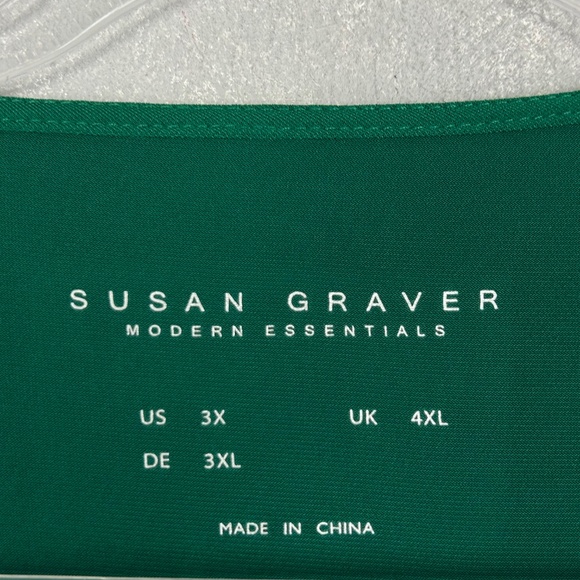 SUSAN GRAVER
MODERN ESSENTIALS
US 3X UK 4XL
DE 3XL
MADE IN CHINA